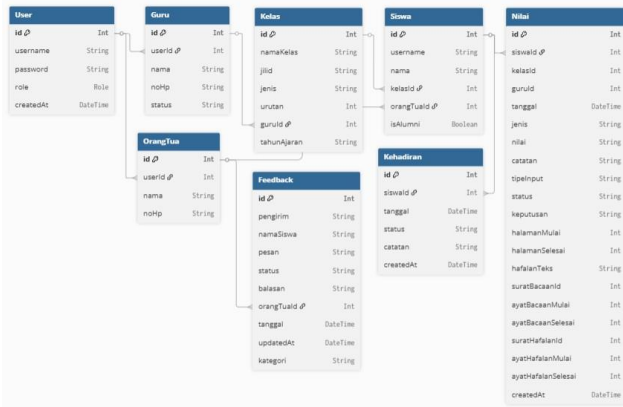 User
id Int
username String
password String
role Role
createdAt DateTime
Guru
id Int
userId Int
nama String
noHp String
status String
Kelas
id Int
namaKelas String
jilid String
jenis String
urutan Int
guruId Int
tahunAjaran String
Siswa
id Int
username String
nama String
kelasId Int
orangTuaId Int
isAlumni Boolean
Nilai
id Int
siswaId Int
kelasId Int
guruId Int
tanggal DateTime
jenis String
nilai String
catatan String
tipeInput String
status String
keputusan String
halamanMulai Int
halamanSelesai Int
hafalanTeks String
suratBacaanId Int
ayatBacaanMulai Int
ayatBacaanSelesai Int
suratHafalanId Int
ayatHafalanMulai Int
ayatHafalanSelesai Int
createdAt DateTime
OrangTua
id Int
userId Int
nama String
noHp String
Feedback
id Int
pengirim String
namaSiswa String
pesan String
status String
balasan String
orangTuaId Int
tanggal DateTime
updatedAt DateTime
kategori String
Kehadiran
id Int
siswaId Int
tanggal DateTime
status String
catatan String
createdAt DateTime